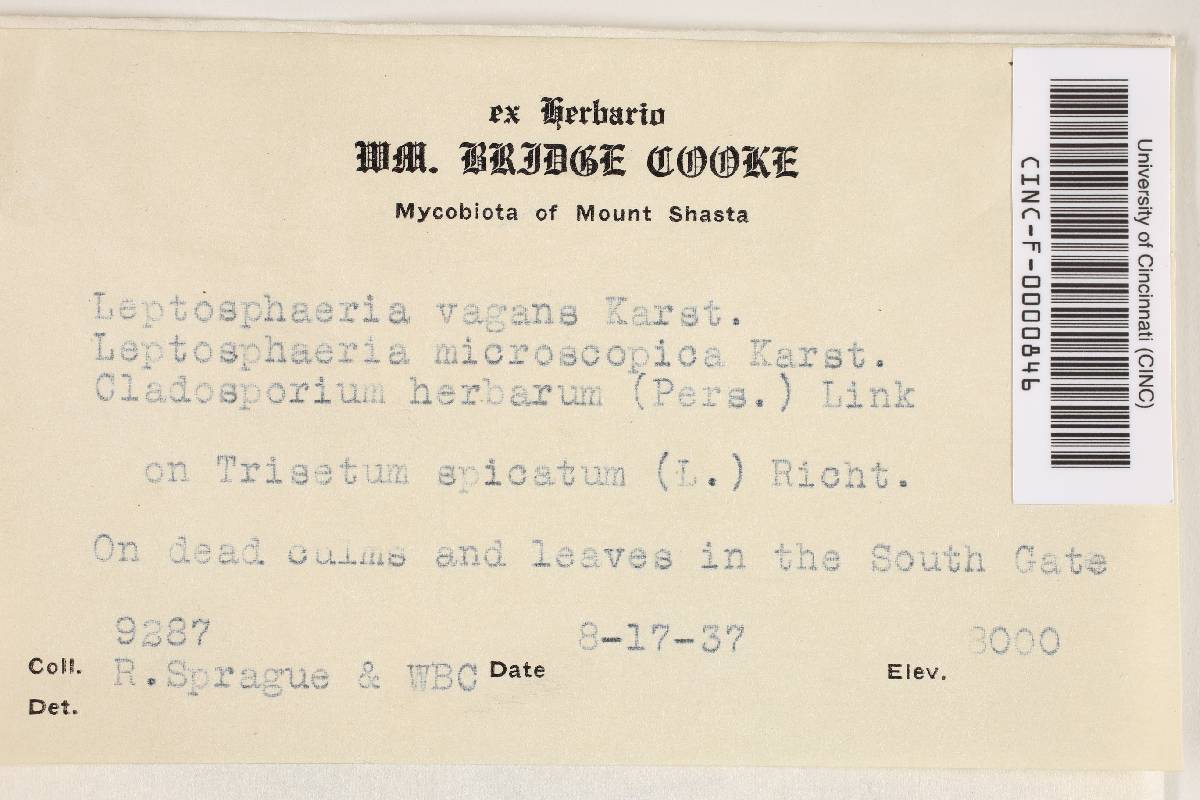 ex Herbario
WM. BRIDGE COOKE
Mycobiota of Mount Shasta
Leptosphaeria vagans Karst.
Leptosphaeria microscopica Karst.
Cladosporium herbarum (Pers.) Link
on Trisetum spicatum (L.) Richt.
On dead culms and leaves in the South Gate
9287 8-17-37 8000
Coll. R.Sprague & WBC Date Elev.
Det.
University of Cincinnati (CINC)
CINC-F-0000846